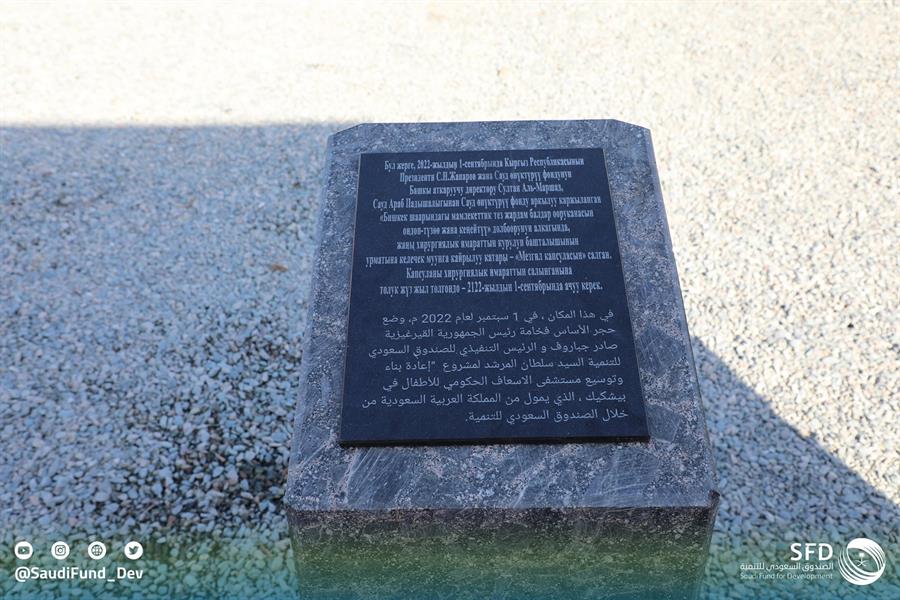 Бул жерге, 2022-жылдын 1-сентябрында Кыргыз Республикасынын
Президенти С.Н.Жапаров жана Сауд өнүктүрүү фондунун
Башкы аткаруучу директору Султан Аль-Маршад,
Сауд Араб Падышалыгынан Сауд өнүктүрүү фонду аркылуу каржыланган
«Бишкек шаарындагы мамлекеттик тез жардам балдар ооруканасын
оңдоп-түзөө жана кеңейтүү» долбоорунун алкагында,
жаңы хирургиялык имараттын курулуп башталышынын
урматына келечек муунга кайрылуу катары – «Мезгил капсуласын» салган.
Капсуланы хирургиялык имараттын салынганына
толук жүз жыл толгондо – 2122-жылдын 1-сентябрында ачуу керек.
في هذا المكان ، في 1 سبتمبر لعام 2022 م، وضع
حجر الأساس فخامة رئيس الجمهورية القيرغيزية
صادر جباروف و الرئيس التنفيذي للصندوق السعودي
للتنمية السيد سلطان المرشد لمشروع "إعادة بناء
وتوسيع مستشفى الاسعاف الحكومي للأطفال في
بيشكيك ، الذي يمول من المملكة العربية السعودية من
خلال الصندوق السعودي للتنمية.
@SaudiFund_Dev
SFD
الصندوق السعودي للتنمية
Saudi Fund for Development